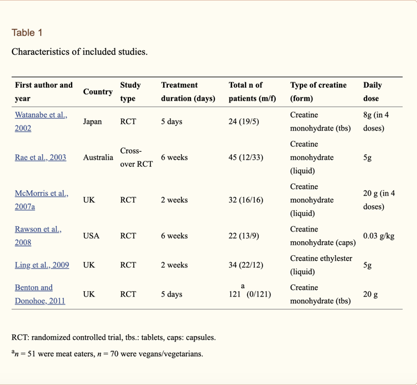 Table 1
Characteristics of included studies.
First author and year | Country | Study type | Treatment duration (days) | Total n of patients (m/f) | Type of creatine (form) | Daily dose
Watanabe et al., 2002 | Japan | RCT | 5 days | 24 (19/5) | Creatine monohydrate (tbs) | 8g (in 4 doses)
Rae et al., 2003 | Australia | Cross-over RCT | 6 weeks | 45 (12/33) | Creatine monohydrate (liquid) | 5g
McMorris et al., 2007a | UK | RCT | 2 weeks | 32 (16/16) | Creatine monohydrate (liquid) | 20 g (in 4 doses)
Rawson et al., 2008 | USA | RCT | 6 weeks | 22 (13/9) | Creatine monohydrate (caps) | 0.03 g/kg
Ling et al., 2009 | UK | RCT | 2 weeks | 34 (22/12) | Creatine ethylester (liquid) | 5g
Benton and Donohoe, 2011 | UK | RCT | 5 days | 121 a (0/121) | Creatine monohydrate (tbs) | 20 g
RCT: randomized controlled trial, tbs.: tablets, caps: capsules.
an = 51 were meat eaters, n = 70 were vegans/vegetarians.